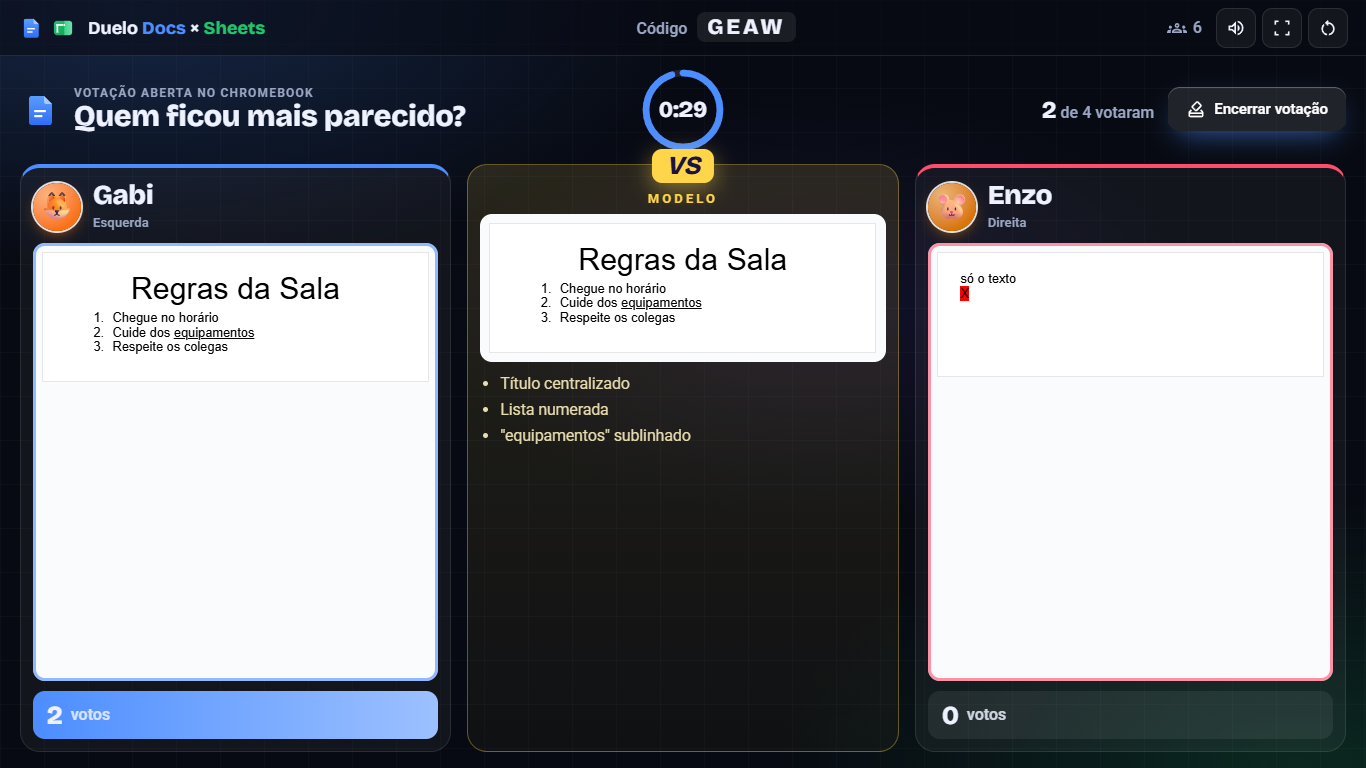 Duelo Docs × Sheets
Código GEAW
6
VOTAÇÃO ABERTA NO CHROMEBOOK
Quem ficou mais parecido?
0:29
2 de 4 votaram
Encerrar votação
Gabi
Esquerda
Regras da Sala
1. Chegue no horário
2. Cuide dos equipamentos
3. Respeite os colegas
2 votos
VS
MODELO
Regras da Sala
1. Chegue no horário
2. Cuide dos equipamentos
3. Respeite os colegas
• Título centralizado
• Lista numerada
• "equipamentos" sublinhado
Enzo
Direita
só o texto
X
0 votos